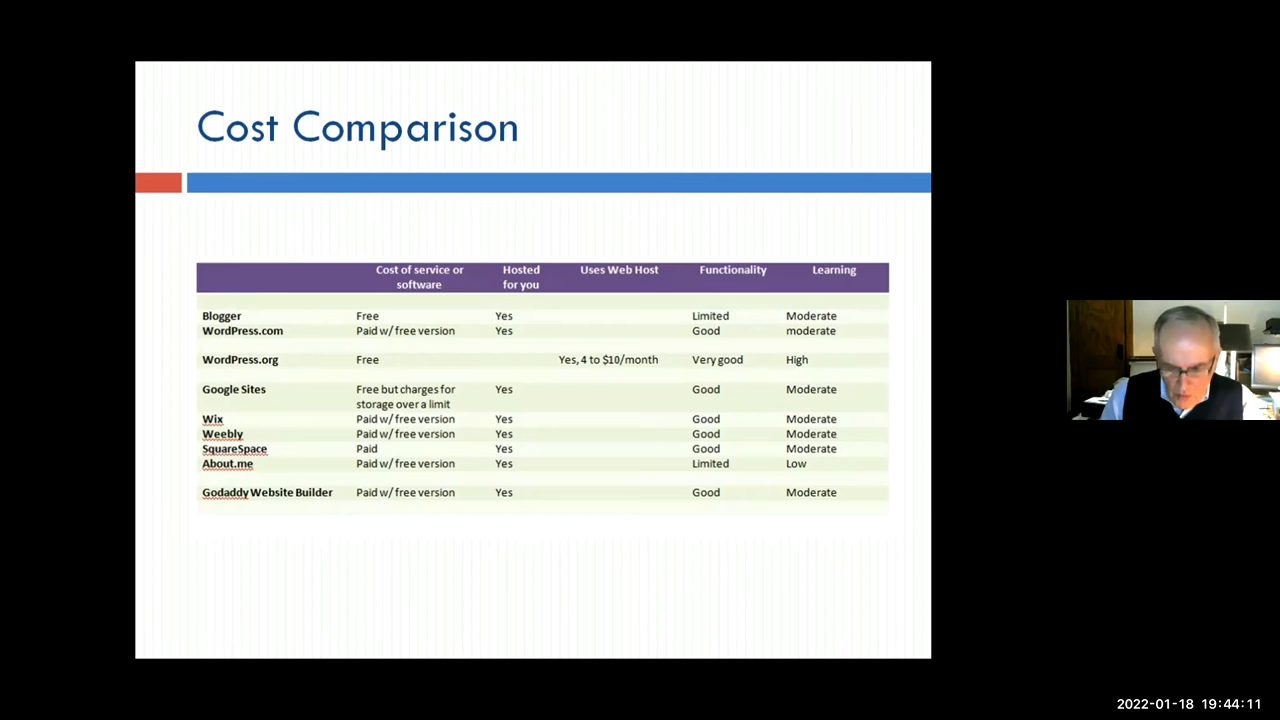 Cost Comparison
Cost of service or software Hosted for you Uses Web Host Functionality Learning
Blogger Free Yes Limited Moderate
WordPress.com Paid w/ free version Yes Good moderate
WordPress.org Free Yes, 4 to $10/month Very good High
Google Sites Free but charges for storage over a limit Yes Good Moderate
Wix Paid w/ free version Yes Good Moderate
Weebly Paid w/ free version Yes Good Moderate
SquareSpace Paid Yes Good Moderate
About.me Paid w/ free version Yes Limited Low
Godaddy Website Builder Paid w/ free version Yes Good Moderate
2022-01-18 19:44:11